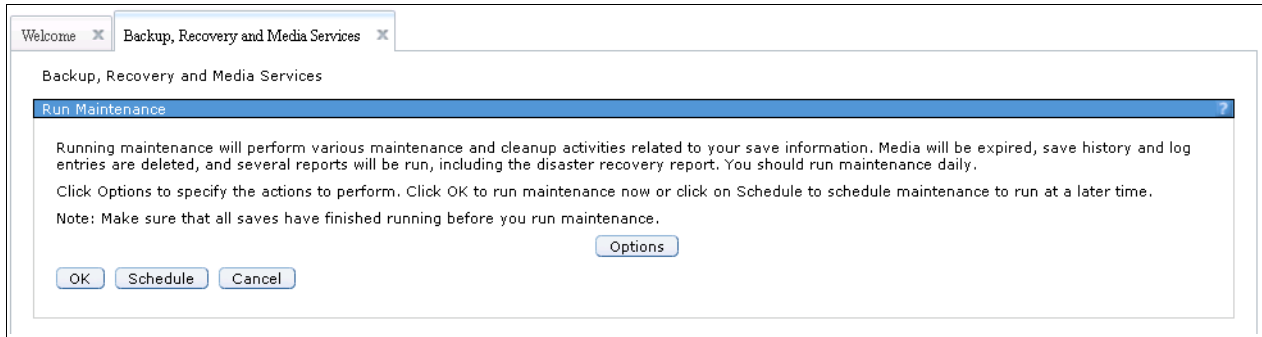 Welcome X Backup, Recovery and Media Services X
Backup, Recovery and Media Services
Run Maintenance ?
Running maintenance will perform various maintenance and cleanup activities related to your save information. Media will be expired, save history and log
entries are deleted, and several reports will be run, including the disaster recovery report. You should run maintenance daily.
Click Options to specify the actions to perform. Click OK to run maintenance now or click on Schedule to schedule maintenance to run at a later time.
Note: Make sure that all saves have finished running before you run maintenance.
Options
OK Schedule Cancel